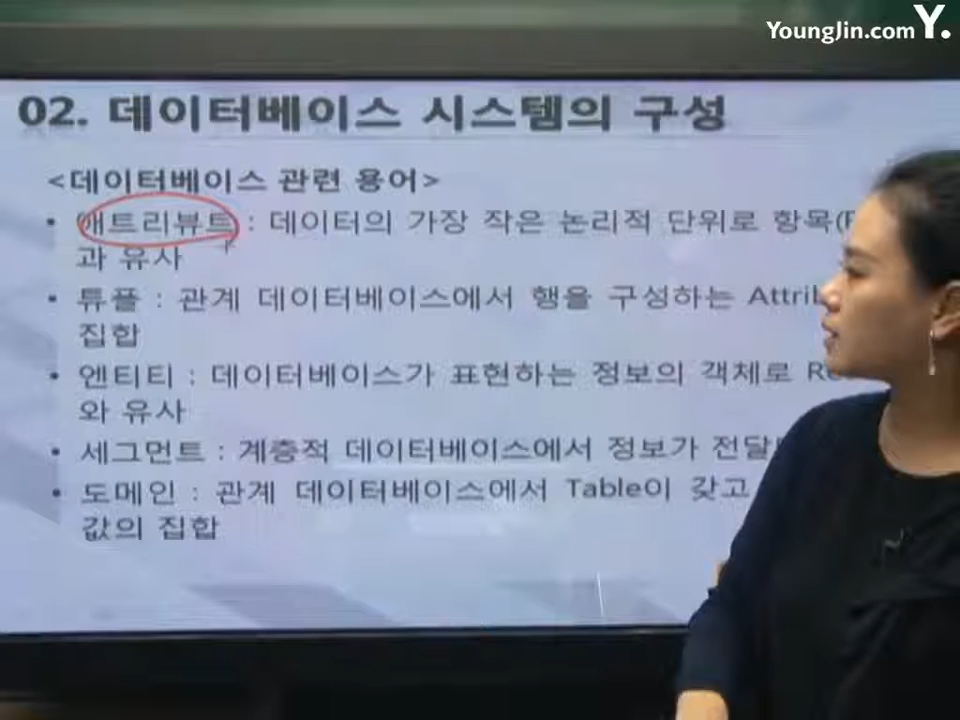 YoungJin.com Y.
02. 데이터베이스 시스템의 구성
<데이터베이스 관련 용어>
• 애트리뷰트 : 데이터의 가장 작은 논리적 단위로 항목(
과 유사
• 튜플 : 관계 데이터베이스에서 행을 구성하는 Attrib
집합
• 엔티티 : 데이터베이스가 표현하는 정보의 객체로 Re
와 유사
• 세그먼트 : 계층적 데이터베이스에서 정보가 전달
• 도메인 : 관계 데이터베이스에서 Table이 갖고
값의 집합